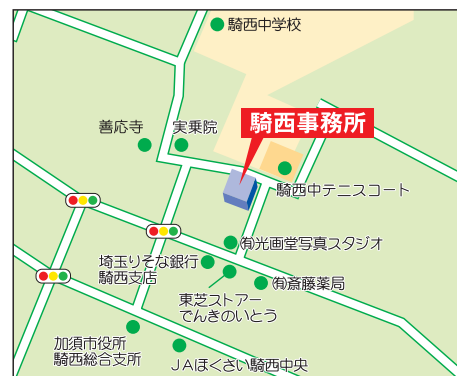 騎西中学校
騎西事務所
善応寺
実乗院
騎西中テニスコート
㈲光画堂写真スタジオ
埼玉りそな銀行
騎西支店
㈲斎藤薬局
東芝ストアー
でんきのいとう
加須市役所
騎西総合支所
JAほくさい騎西中央